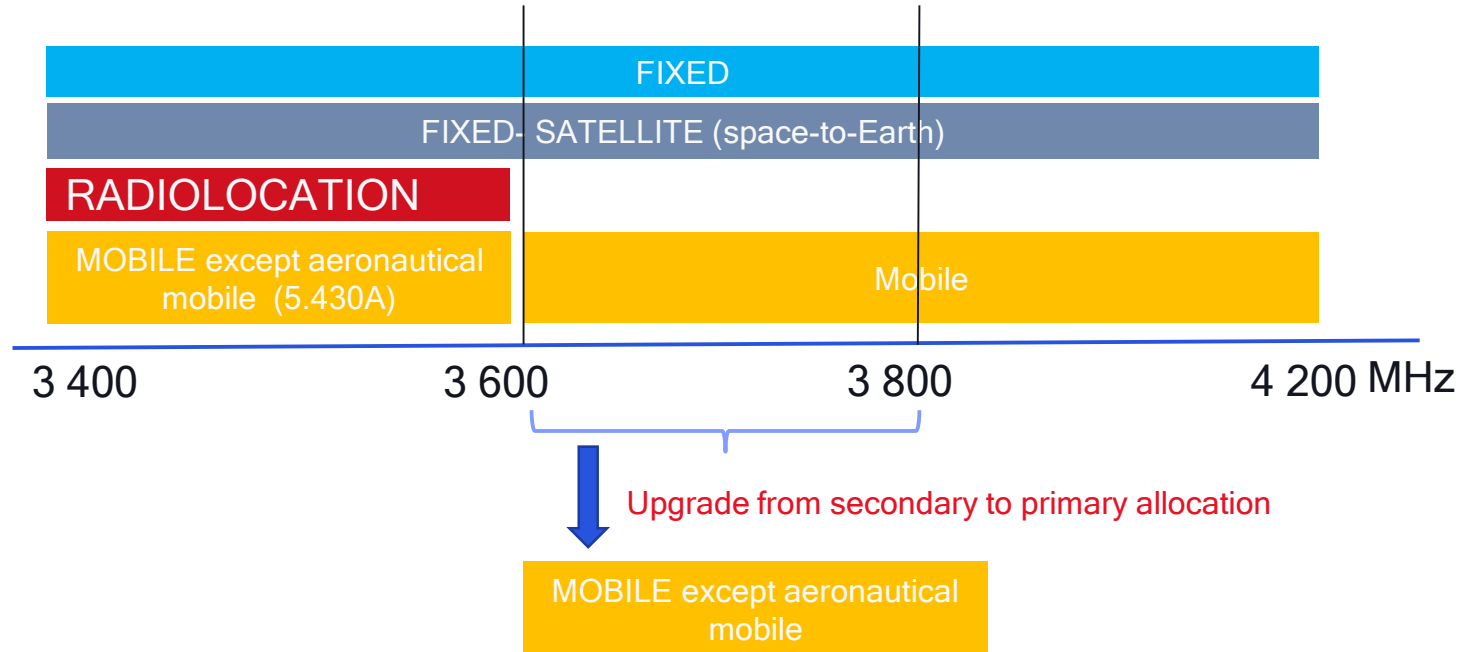 FIXED
FIXED- SATELLITE (space-to-Earth)
RADIOLOCATION
MOBILE except aeronautical
mobile (5.430A)
Mobile
3 400
3 600
3 800
4 200 MHz
Upgrade from secondary to primary allocation
MOBILE except aeronautical
mobile